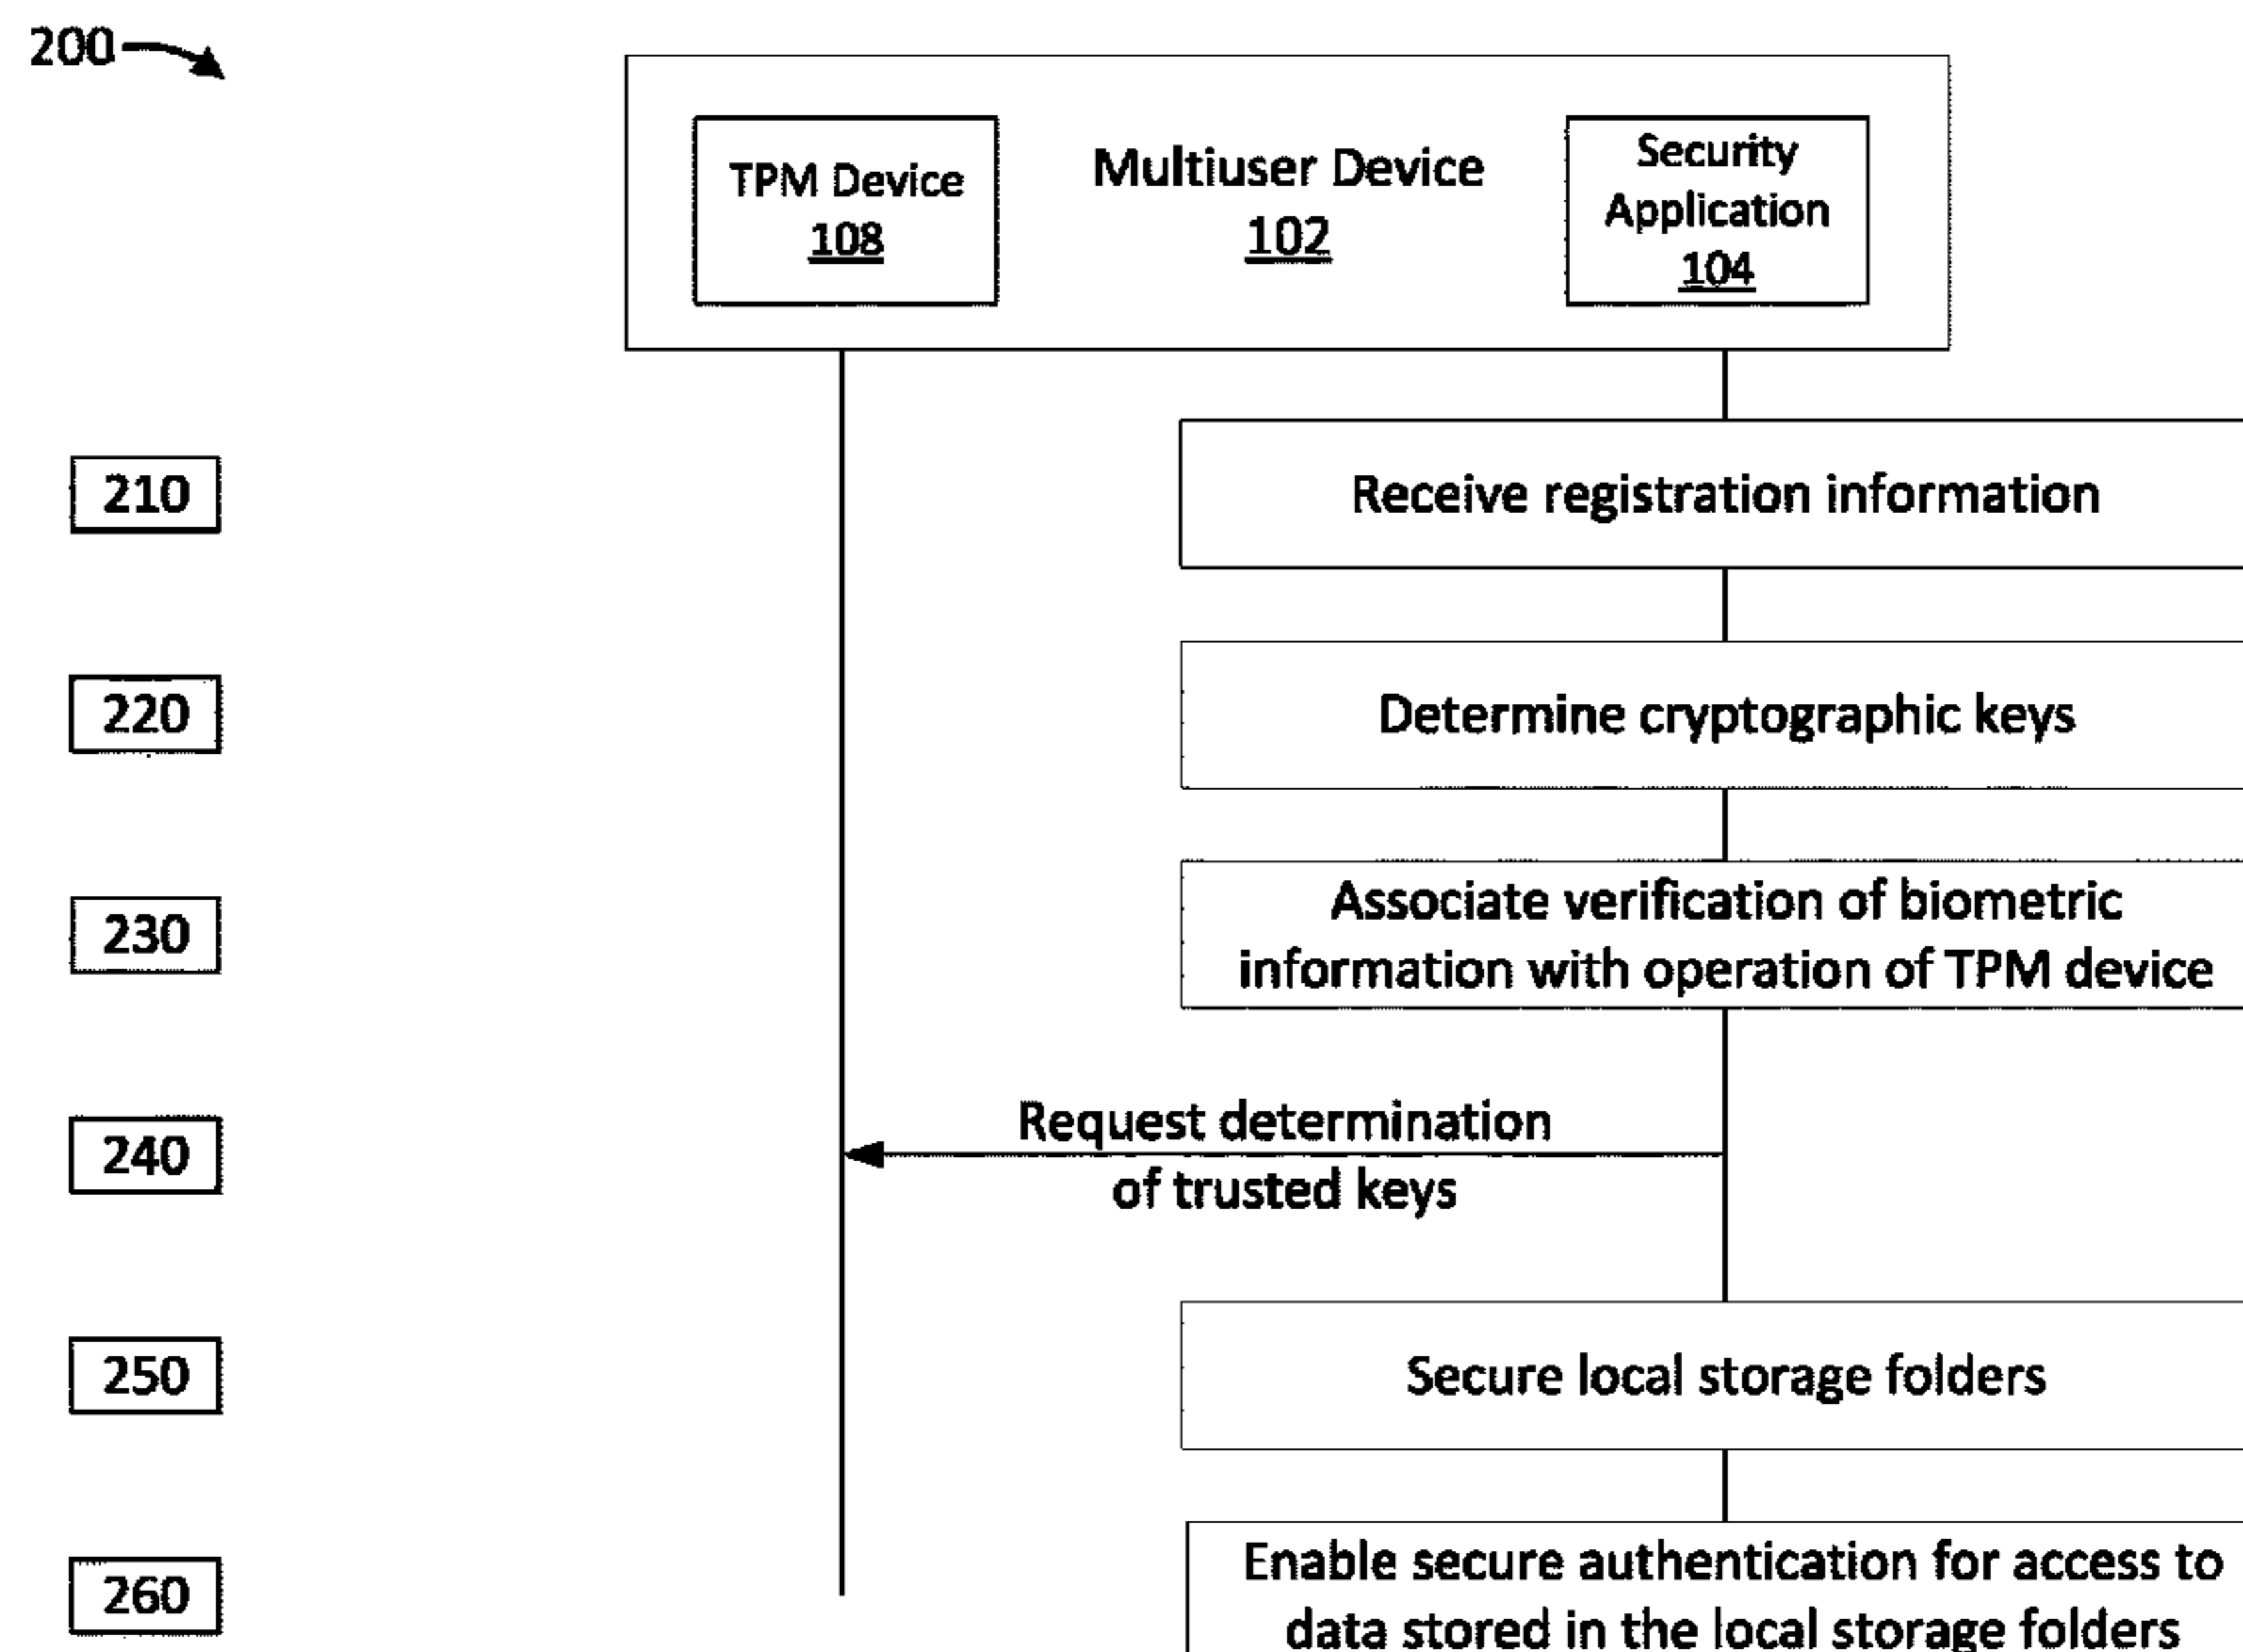 200
TPM Device
108
Multiuser Device
102
Security
Application
104
210
Receive registration information
220
Determine cryptographic keys
230
Associate verification of biometric
information with operation of TPM device
240
Request determination
of trusted keys
250
Secure local storage folders
260
Enable secure authentication for access to
data stored in the local storage folders